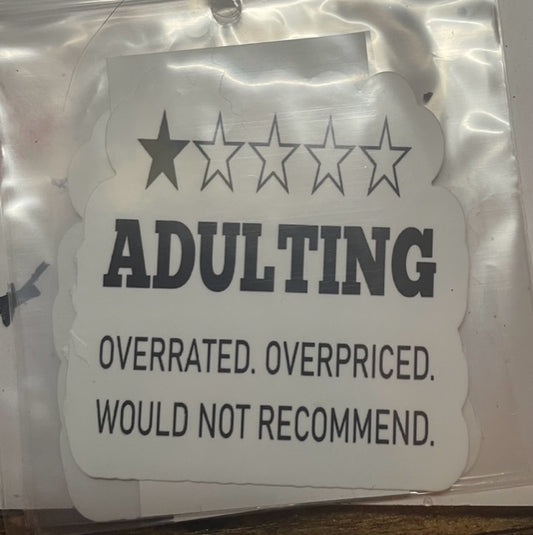 ADULTING
OVERRATED. OVERPRICED.
WOULD NOT RECOMMEND.